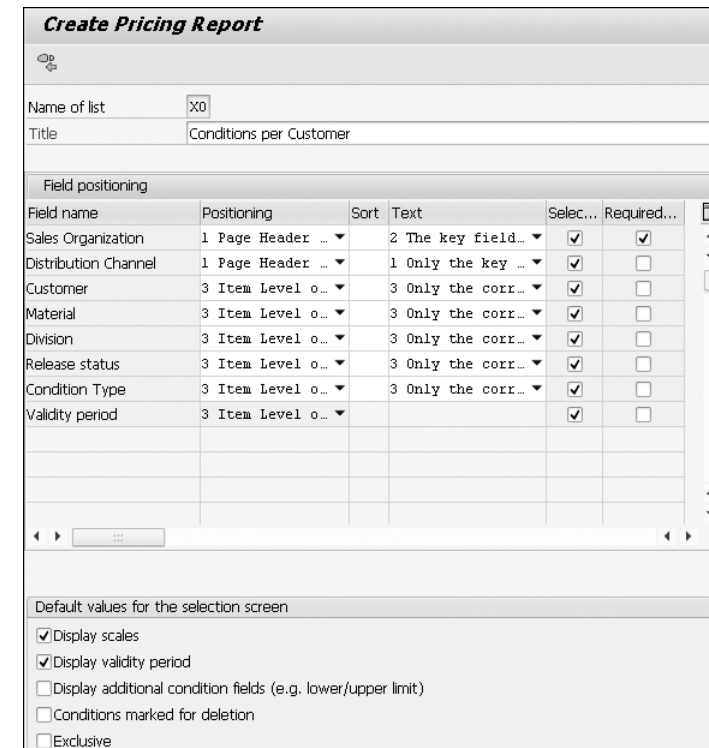 Create Pricing Report
Name of list X0
Title Conditions per Customer
Field positioning
Field name Positioning Sort Text Selec... Required...
Sales Organization 1 Page Header … 2 The key field…
Distribution Channel 1 Page Header … 1 Only the key …
Customer 3 Item Level o… 3 Only the corr…
Material 3 Item Level o… 3 Only the corr…
Division 3 Item Level o… 3 Only the corr…
Release status 3 Item Level o… 3 Only the corr…
Condition Type 3 Item Level o… 3 Only the corr…
Validity period 3 Item Level o…
Default values for the selection screen
Display scales
Display validity period
Display additional condition fields (e.g. lower/upper limit)
Conditions marked for deletion
Exclusive